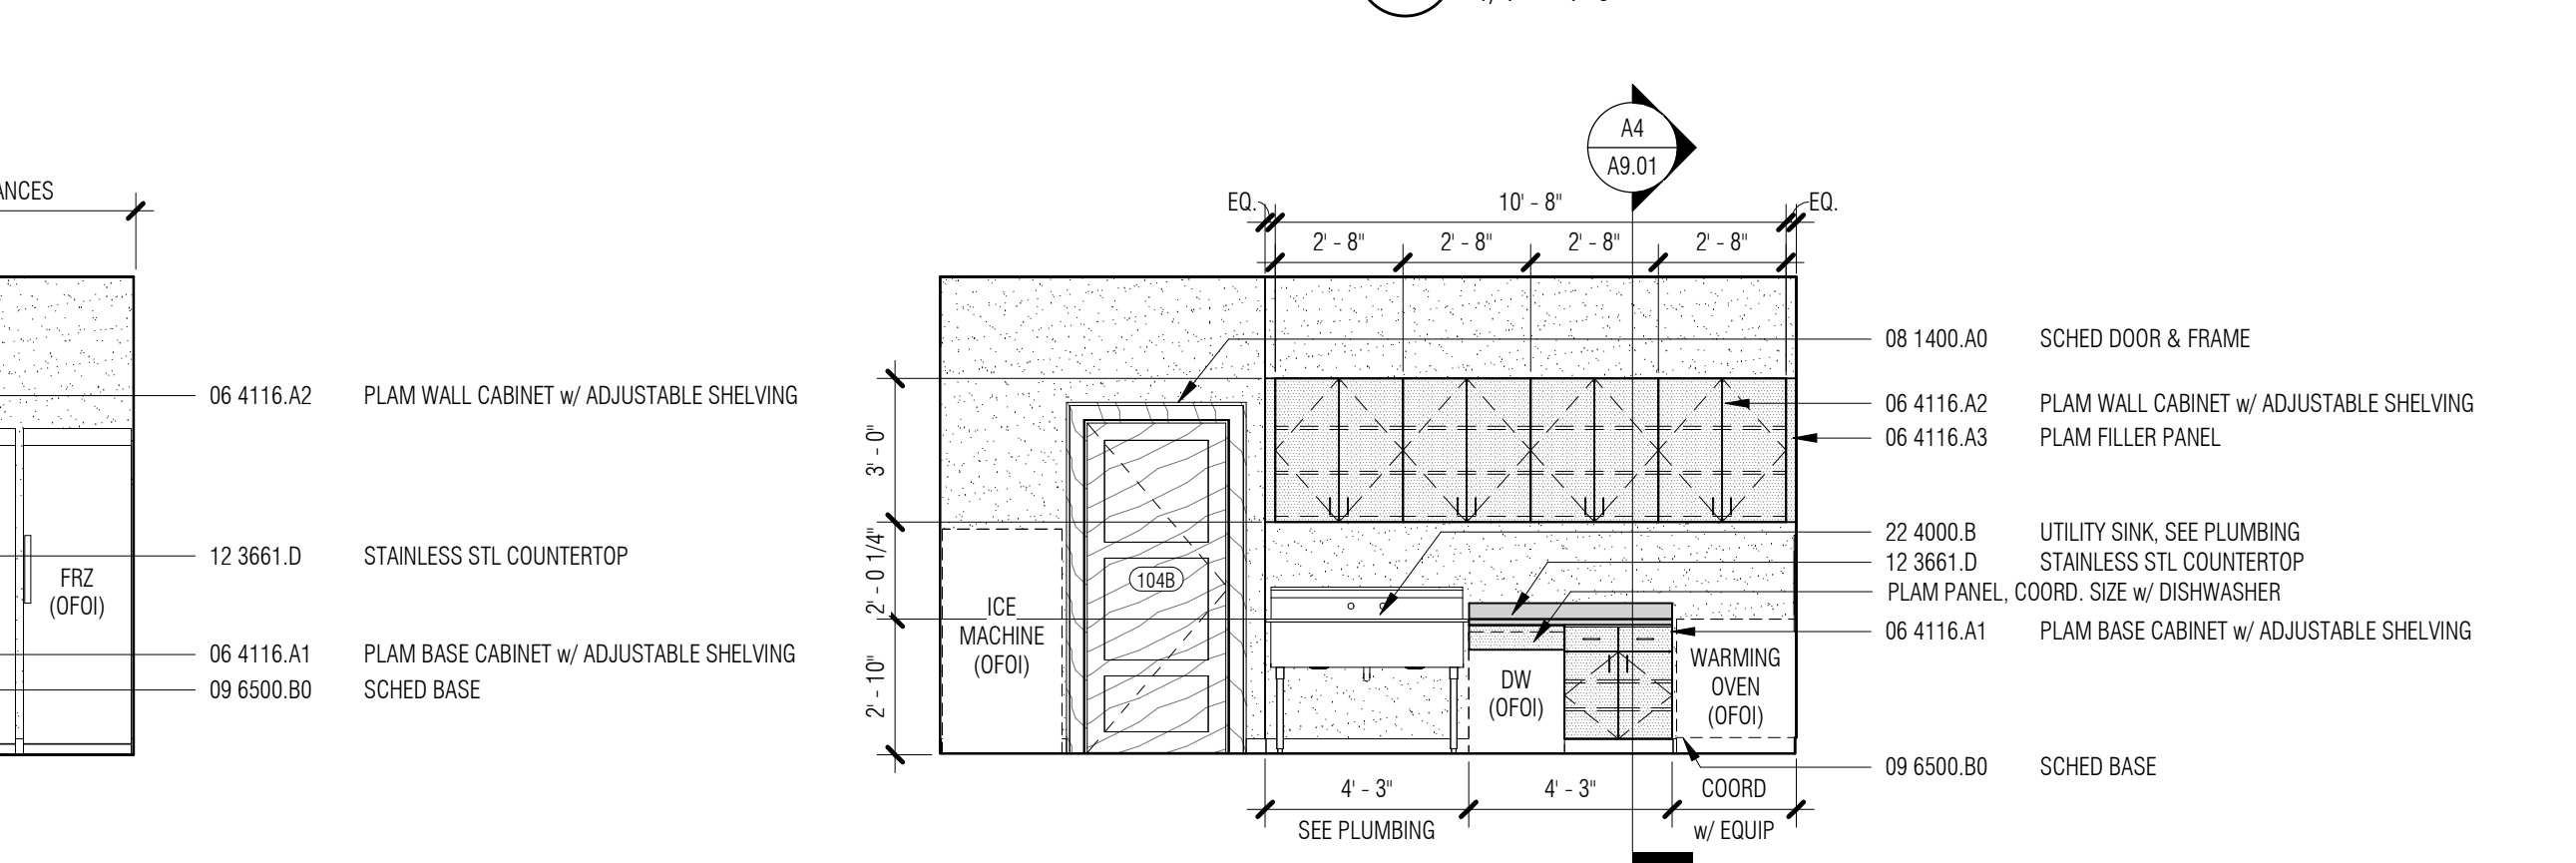 ANCES
06 4116.A2 PLAM WALL CABINET w/ ADJUSTABLE SHELVING
12 3661.D STAINLESS STL COUNTERTOP
FRZ
(OFOI)
06 4116.A1 PLAM BASE CABINET w/ ADJUSTABLE SHELVING
09 6500.B0 SCHED BASE
A4
A9.01
EQ. 10' - 8" EQ.
2' - 8" 2' - 8" 2' - 8" 2' - 8"
3' - 0"
2' - 0 1/4"
2' - 10"
ICE
MACHINE
(OFOI)
104B
DW
(OFOI)
WARMING
OVEN
(OFOI)
08 1400.A0 SCHED DOOR & FRAME
06 4116.A2 PLAM WALL CABINET w/ ADJUSTABLE SHELVING
06 4116.A3 PLAM FILLER PANEL
22 4000.B UTILITY SINK, SEE PLUMBING
12 3661.D STAINLESS STL COUNTERTOP
PLAM PANEL, COORD. SIZE w/ DISHWASHER
06 4116.A1 PLAM BASE CABINET w/ ADJUSTABLE SHELVING
09 6500.B0 SCHED BASE
4' - 3" 4' - 3" COORD
SEE PLUMBING w/ EQUIP